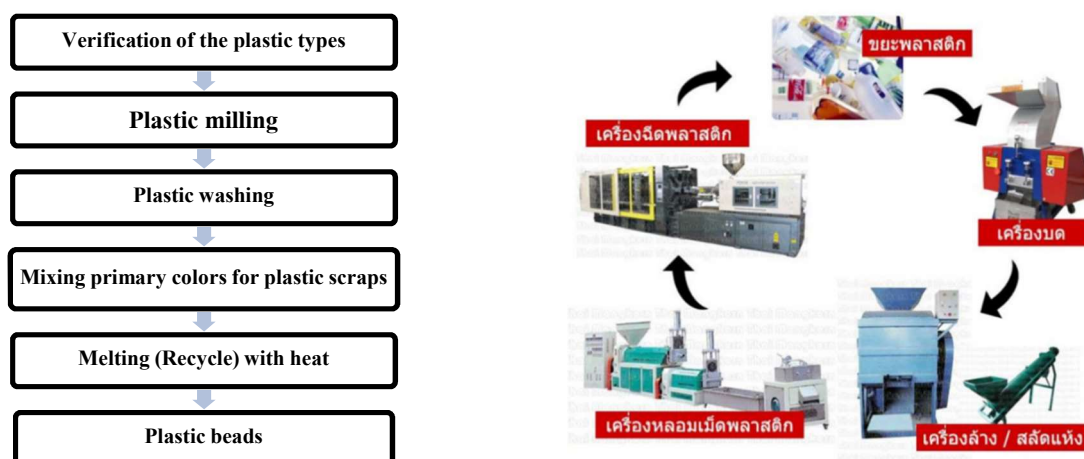 Verification of the plastic types
Plastic milling
Plastic washing
Mixing primary colors for plastic scraps
Melting (Recycle) with heat
Plastic beads
ขยะพลาสติก
เครื่องฉีดพลาสติก
เครื่องบด
เครื่องหลอมเม็ดพลาสติก
เครื่องล้าง / สลัดแห้ง